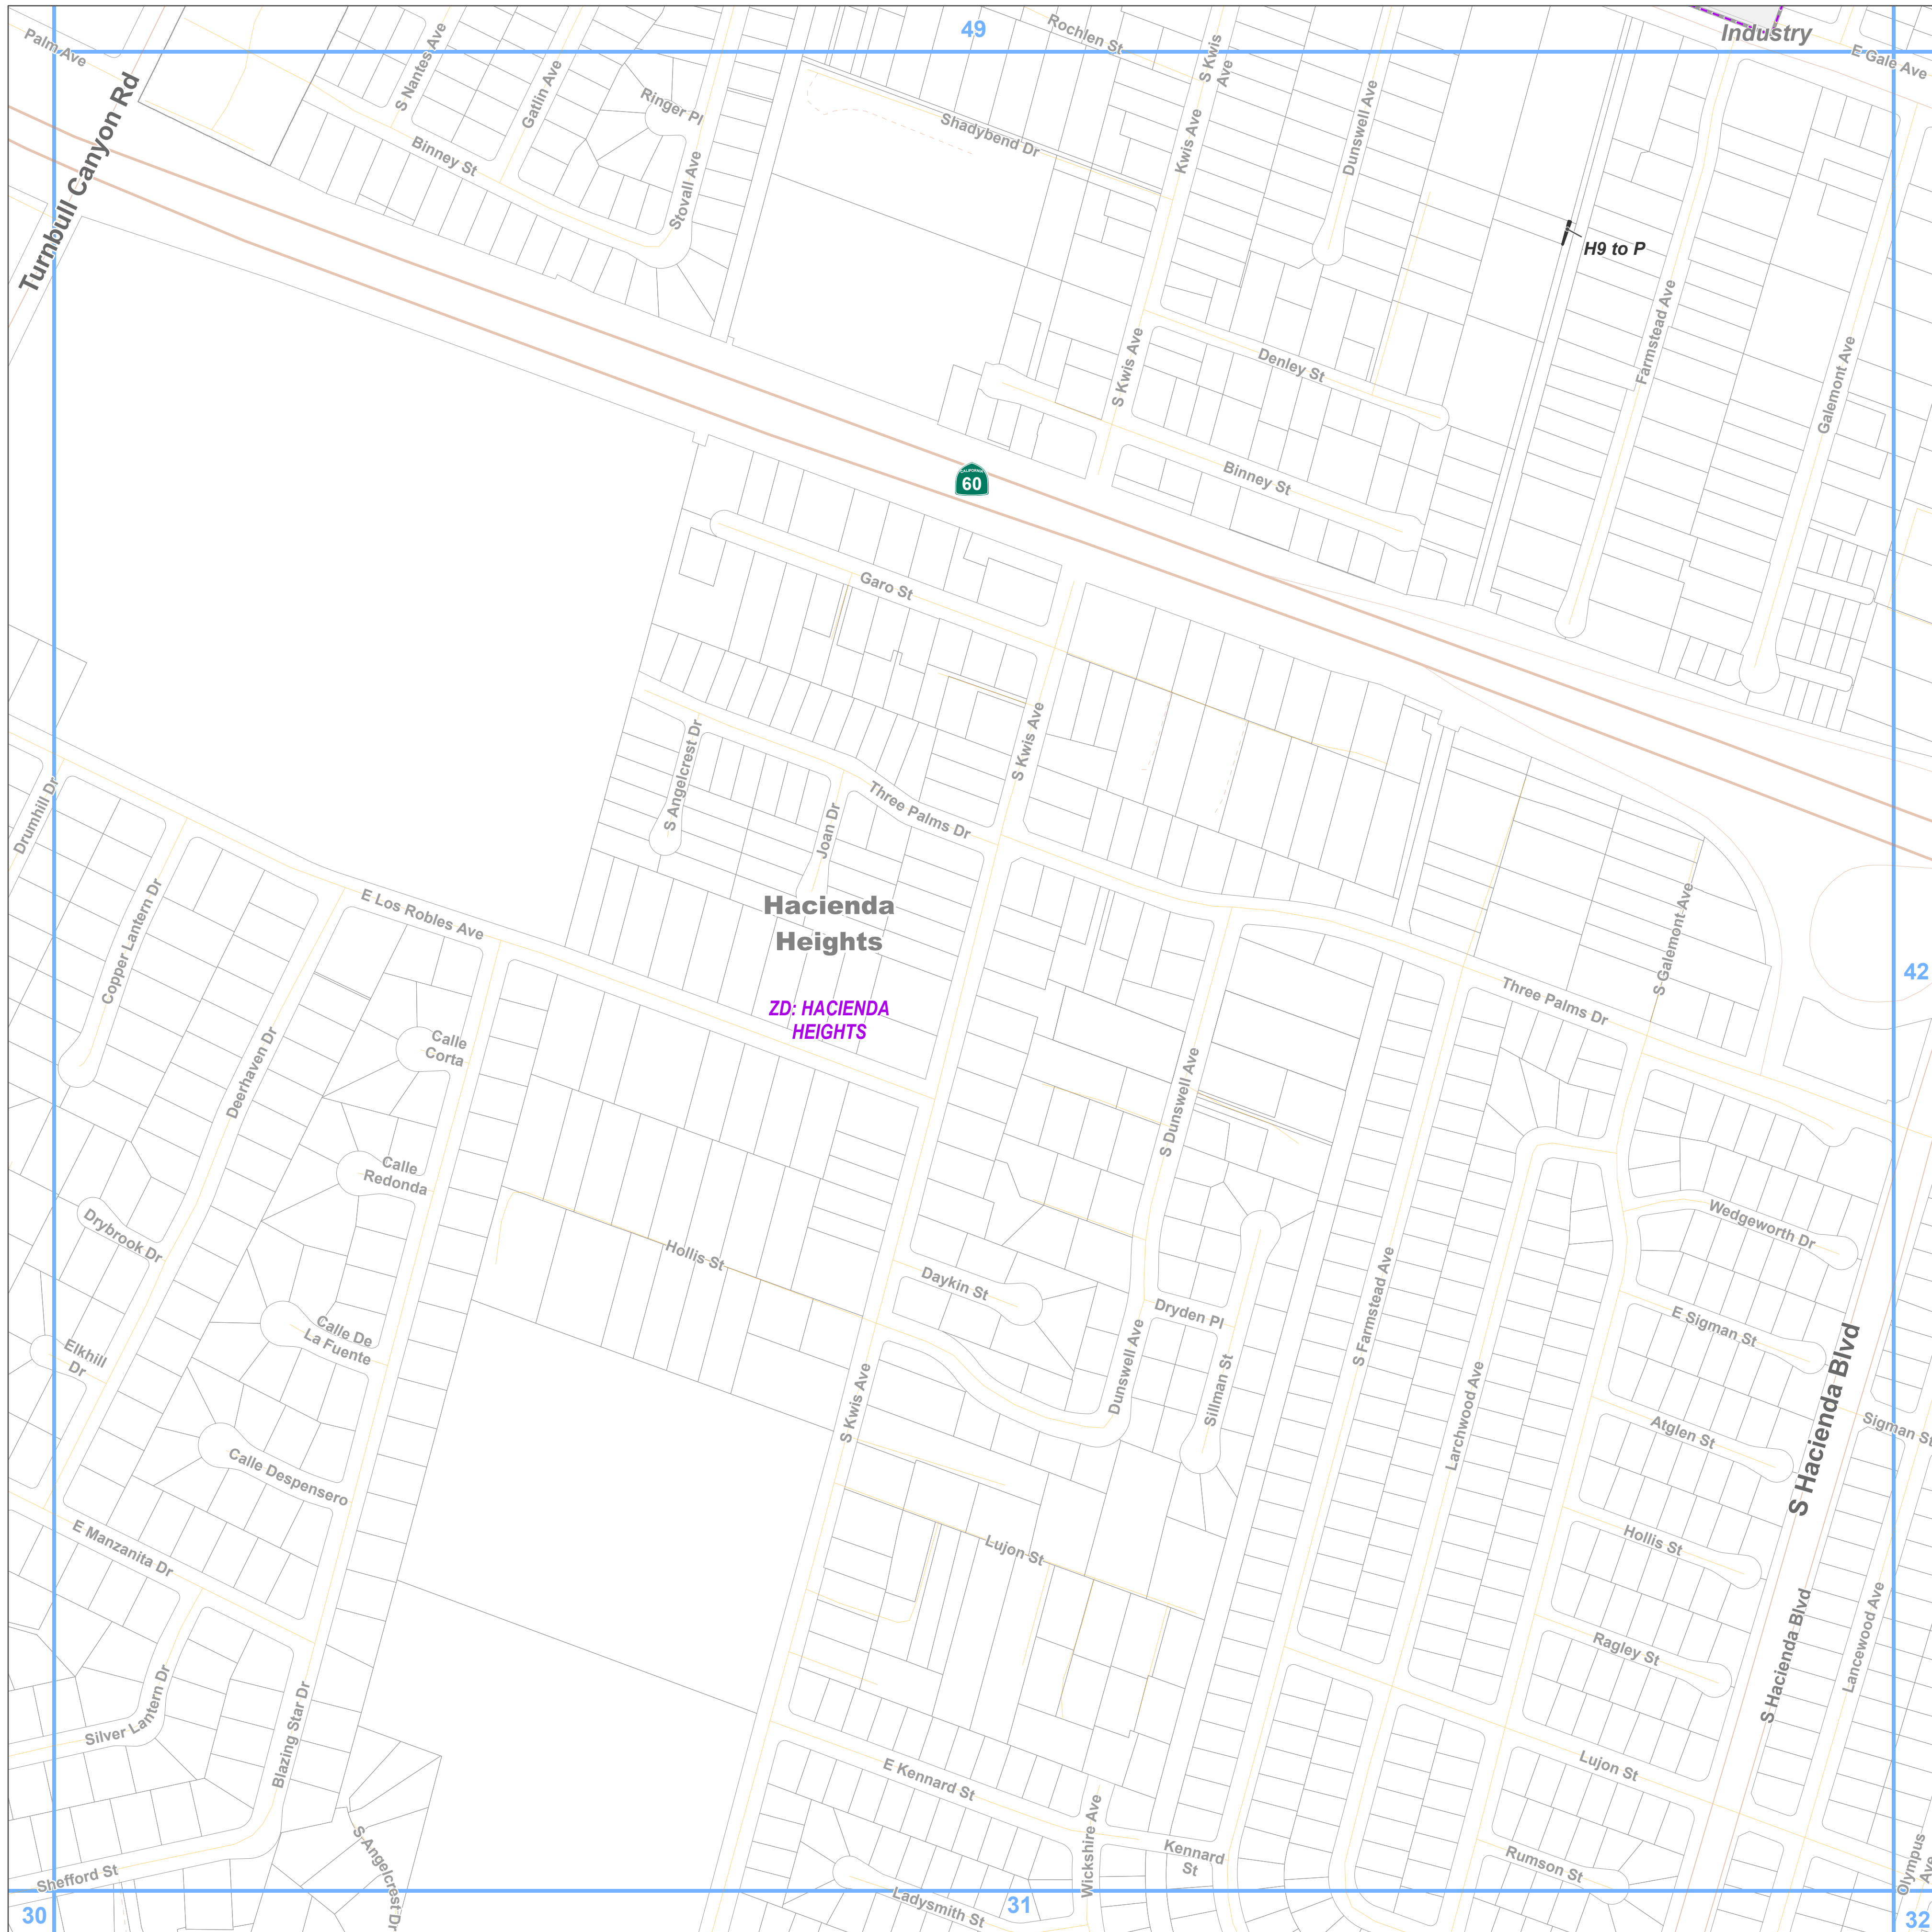 49
Palm Ave
Rochlen St
S Kwis
Ave
Industry
E Gale Ave
Turnbull Canyon Rd
S Nantes Ave
Gatlin Ave
Ringer Pl
Binney St
Stovall Ave
Shadybend Dr
Kwis Ave
Dunswell Ave
H9 to P
Farmstead Ave
Galemont Ave
S Kwis Ave
Denley St
Binney St
CALIFORNIA
60
Garo St
S Kwis Ave
S Angelcrest Dr
Joan Dr
Three Palms Dr
Drumhill Dr
Copper Lantern Dr
E Los Robles Ave
Hacienda
Heights
ZD: HACIENDA
HEIGHTS
S Galemont Ave
Three Palms Dr
42
Deerhaven Dr
Calle
Corta
Calle
Redonda
S Dunswell Ave
Drybrook Dr
Hollis St
Daykin St
Dryden Pl
Wedgeworth Dr
E Sigman St
Elkhill
Dr
Calle De
La Fuente
S Kwis Ave
Dunswell Ave
Sillman St
S Farmstead Ave
Larchwood Ave
Atglen St
S Hacienda Blvd
Sigman St
Calle Despensero
E Manzanita Dr
Lujon St
Hollis St
Ragley St
S Hacienda Blvd
Lancewood Ave
Silver Lantern Dr
Blazing Star Dr
E Kennard St
Lujon St
Wickshire Ave
Kennard
St
Rumson St
Olympus
Ave
Shefford St
S Angelcrest Dr
Ladysmith St
30
31
32